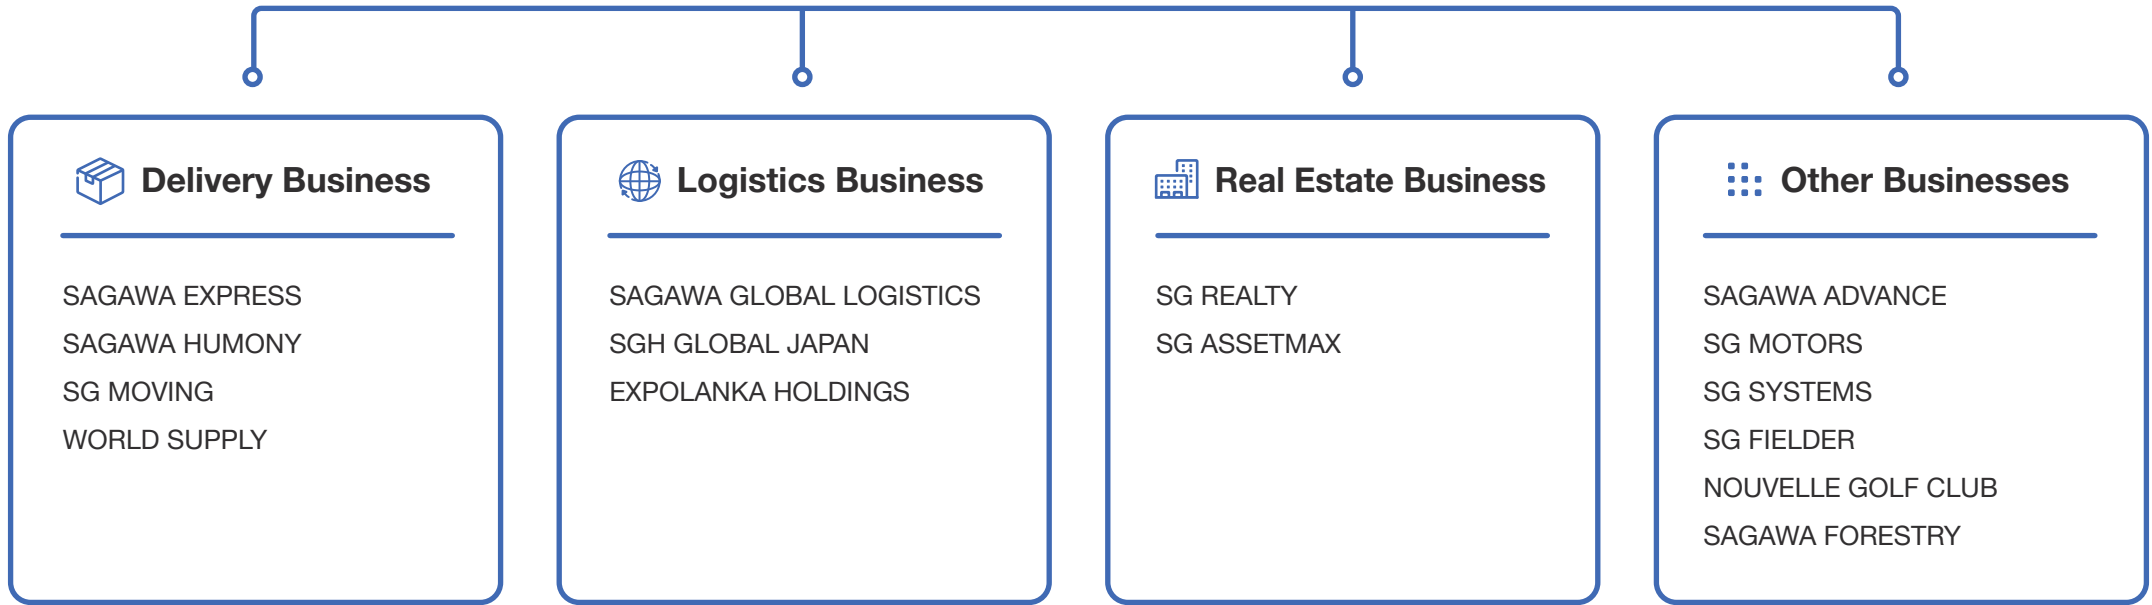 Delivery Business
SAGAWA EXPRESS
SAGAWA HUMONY
SG MOVING
WORLD SUPPLY
Logistics Business
SAGAWA GLOBAL LOGISTICS
SGH GLOBAL JAPAN
EXPOLANKA HOLDINGS
Real Estate Business
SG REALTY
SG ASSETMAX
Other Businesses
SAGAWA ADVANCE
SG MOTORS
SG SYSTEMS
SG FIELDER
NOUVELLE GOLF CLUB
SAGAWA FORESTRY